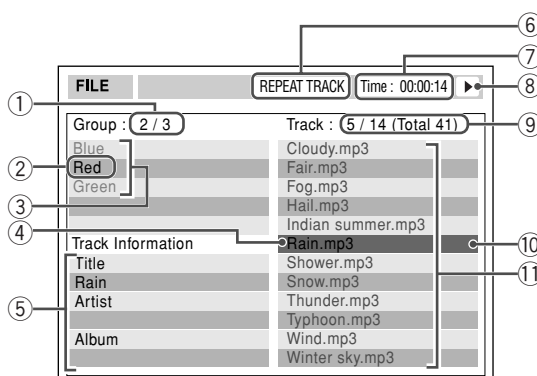 ⑥
⑦
FILE REPEAT TRACK Time : 00:00:14 ⑧
①
Group : 2 / 3 Track : 5 / 14 (Total 41) ⑨
Blue Cloudy.mp3
② Red Fair.mp3
③ Green Fog.mp3
Hail.mp3
④ Indian summer.mp3
Track Information Rain.mp3 ⑩
Title Shower.mp3 ⑪
⑤ Rain Snow.mp3
Artist Thunder.mp3
Typhoon.mp3
Album Wind.mp3
Winter sky.mp3